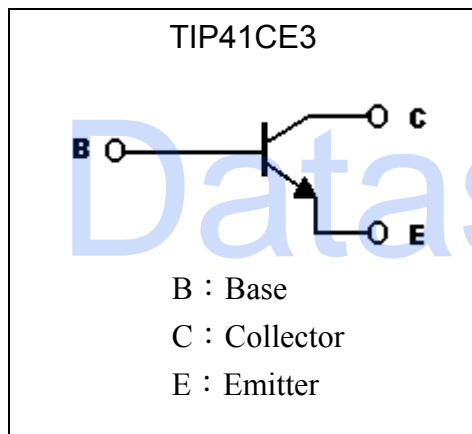 TIP41CE3
C
B
Datas
E
B：Base
C：Collector
E：Emitter